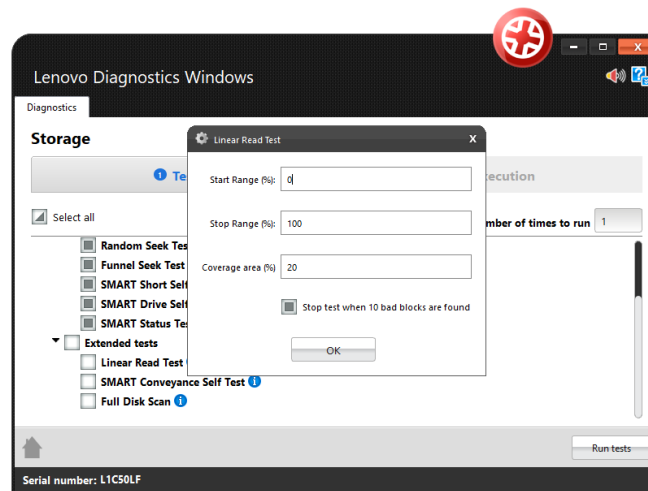 Lenovo Diagnostics Windows
Diagnostics
Storage
Linear Read Test
X
1 Te
ecution
Start Range (%): 0
Select all
Stop Range (%): 100
mber of times to run 1
Random Seek Tes
Funnel Seek Test
Coverage area (%) 20
SMART Short Self
SMART Drive Self
Stop test when 10 bad blocks are found
SMART Status Te
Extended tests
OK
Linear Read Test
SMART Conveyance Self Test
Full Disk Scan
Run tests
Serial number: L1C50LF